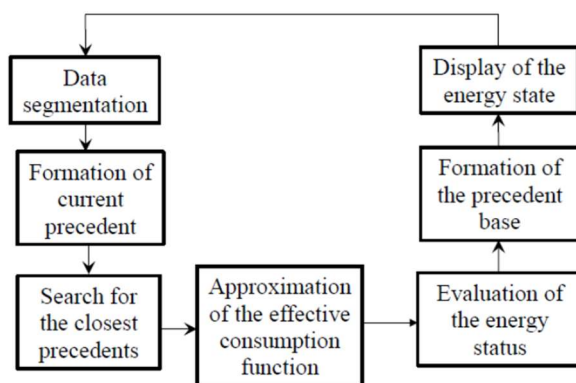 Data
segmentation
Formation of
current
precedent
Search for
the closest
precedents
Approximation
of the effective
consumption
function
Evaluation of
the energy
status
Formation of
the precedent
base
Display of the
energy state